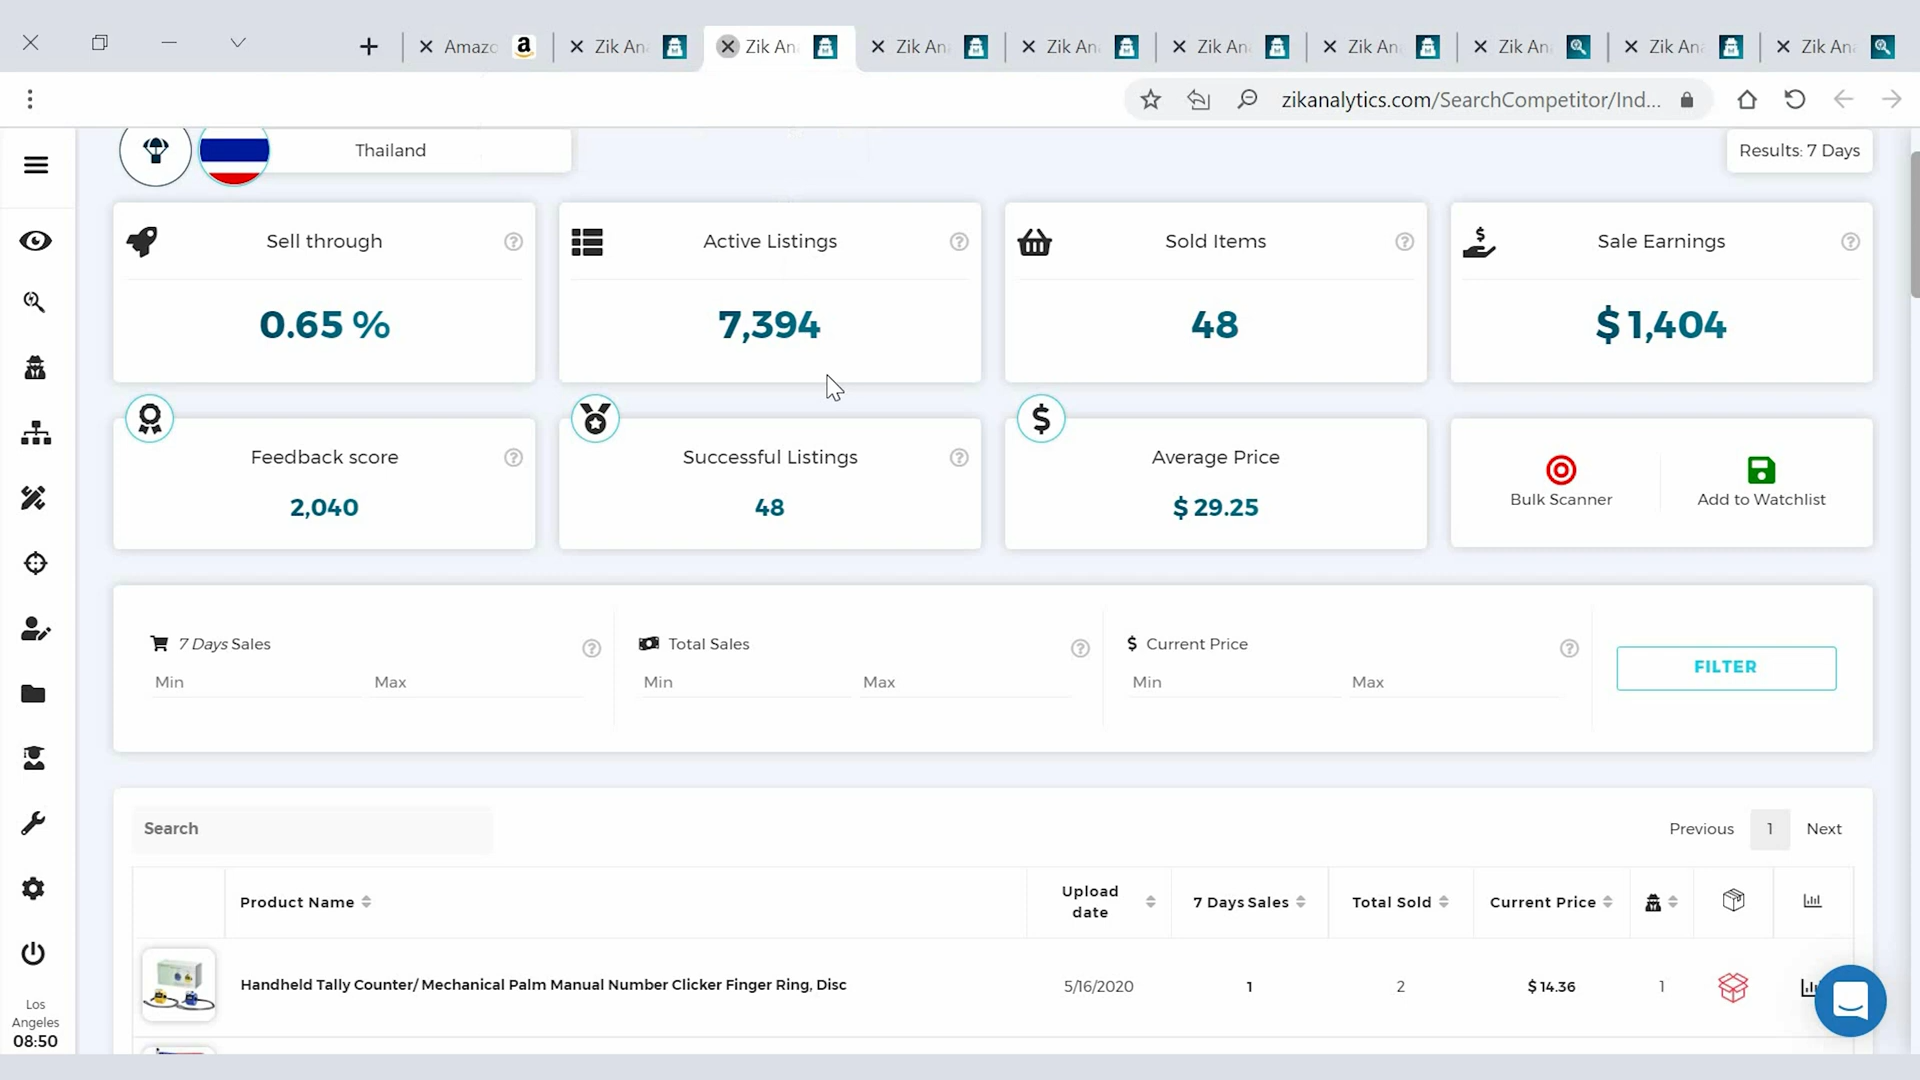 Amazo
Zik An
Zik An
Zik An
Zik An
Zik An
Zik An
Zik An
Zik An
Zik An
zikanalytics.com/SearchCompetitor/Ind...
Thailand
Results: 7 Days
Sell through
Active Listings
Sold Items
Sale Earnings
0.65 %
7,394
48
$ 1,404
Feedback score
Successful Listings
Average Price
2,040
48
$ 29.25
Bulk Scanner
Add to Watchlist
7 Days Sales
Total Sales
$ Current Price
Min
Max
Min
Max
Min
Max
FILTER
Search
Previous
1
Next
Product Name
Upload
date
7 Days Sales
Total Sold
Current Price
Handheld Tally Counter/ Mechanical Palm Manual Number Clicker Finger Ring, Disc
5/16/2020
1
2
$ 14.36
1
Los
Angeles
08:50